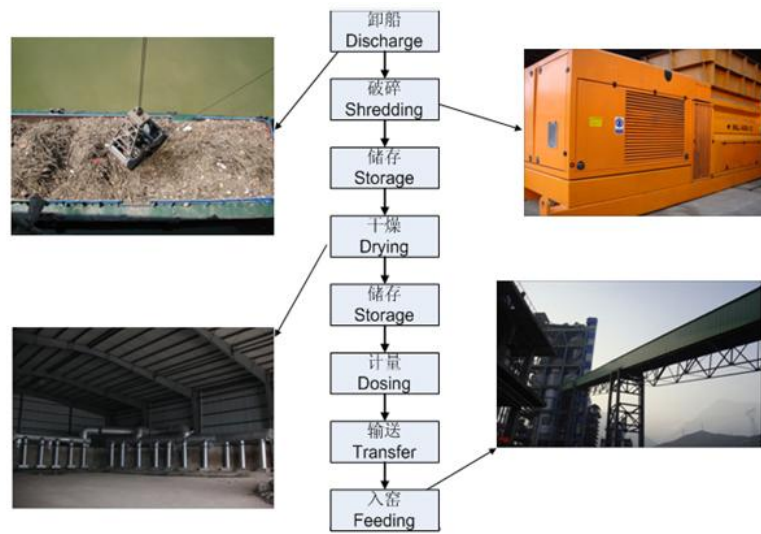 卸船
Discharge
破碎
Shredding
储存
Storage
干燥
Drying
储存
Storage
计量
Dosing
输送
Transfer
入窑
Feeding